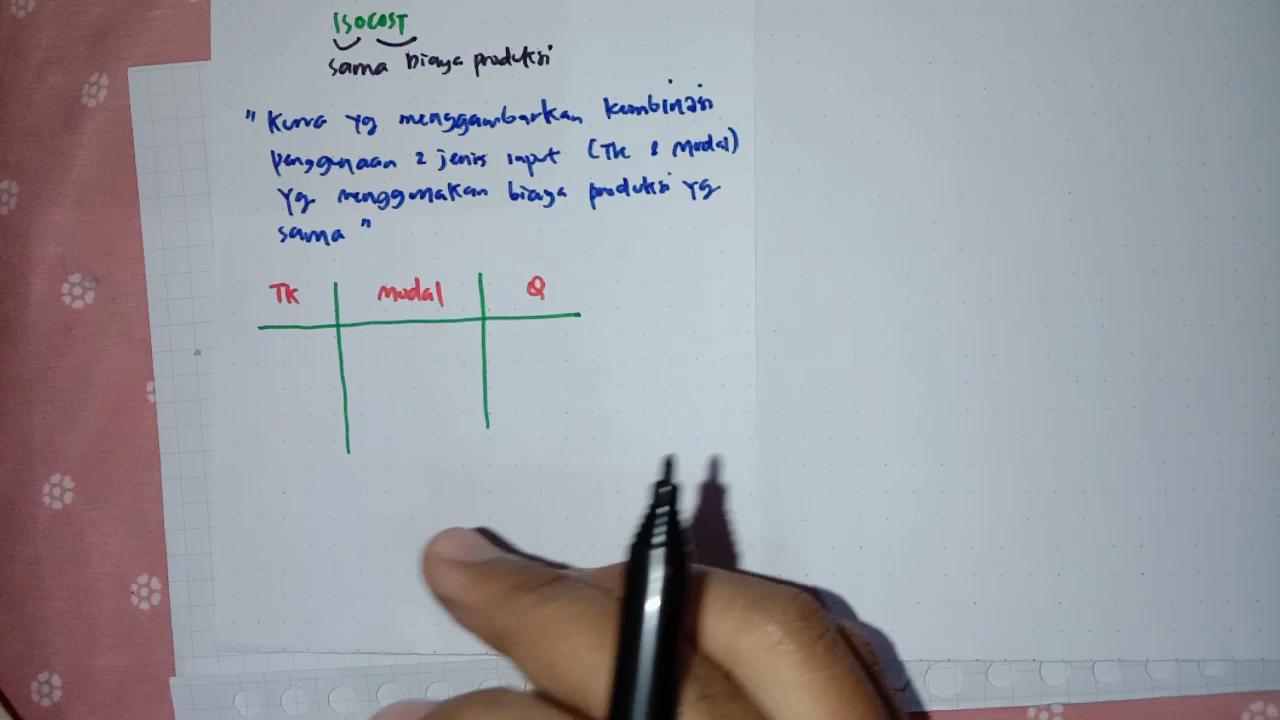 ISOCOST
sama biaya produksi
" Kurva yg menggambarkan kombinasi
penggunaan 2 jenis input (TK & Modal)
yg menggunakan biaya produksi yg
sama "
TK modal Q